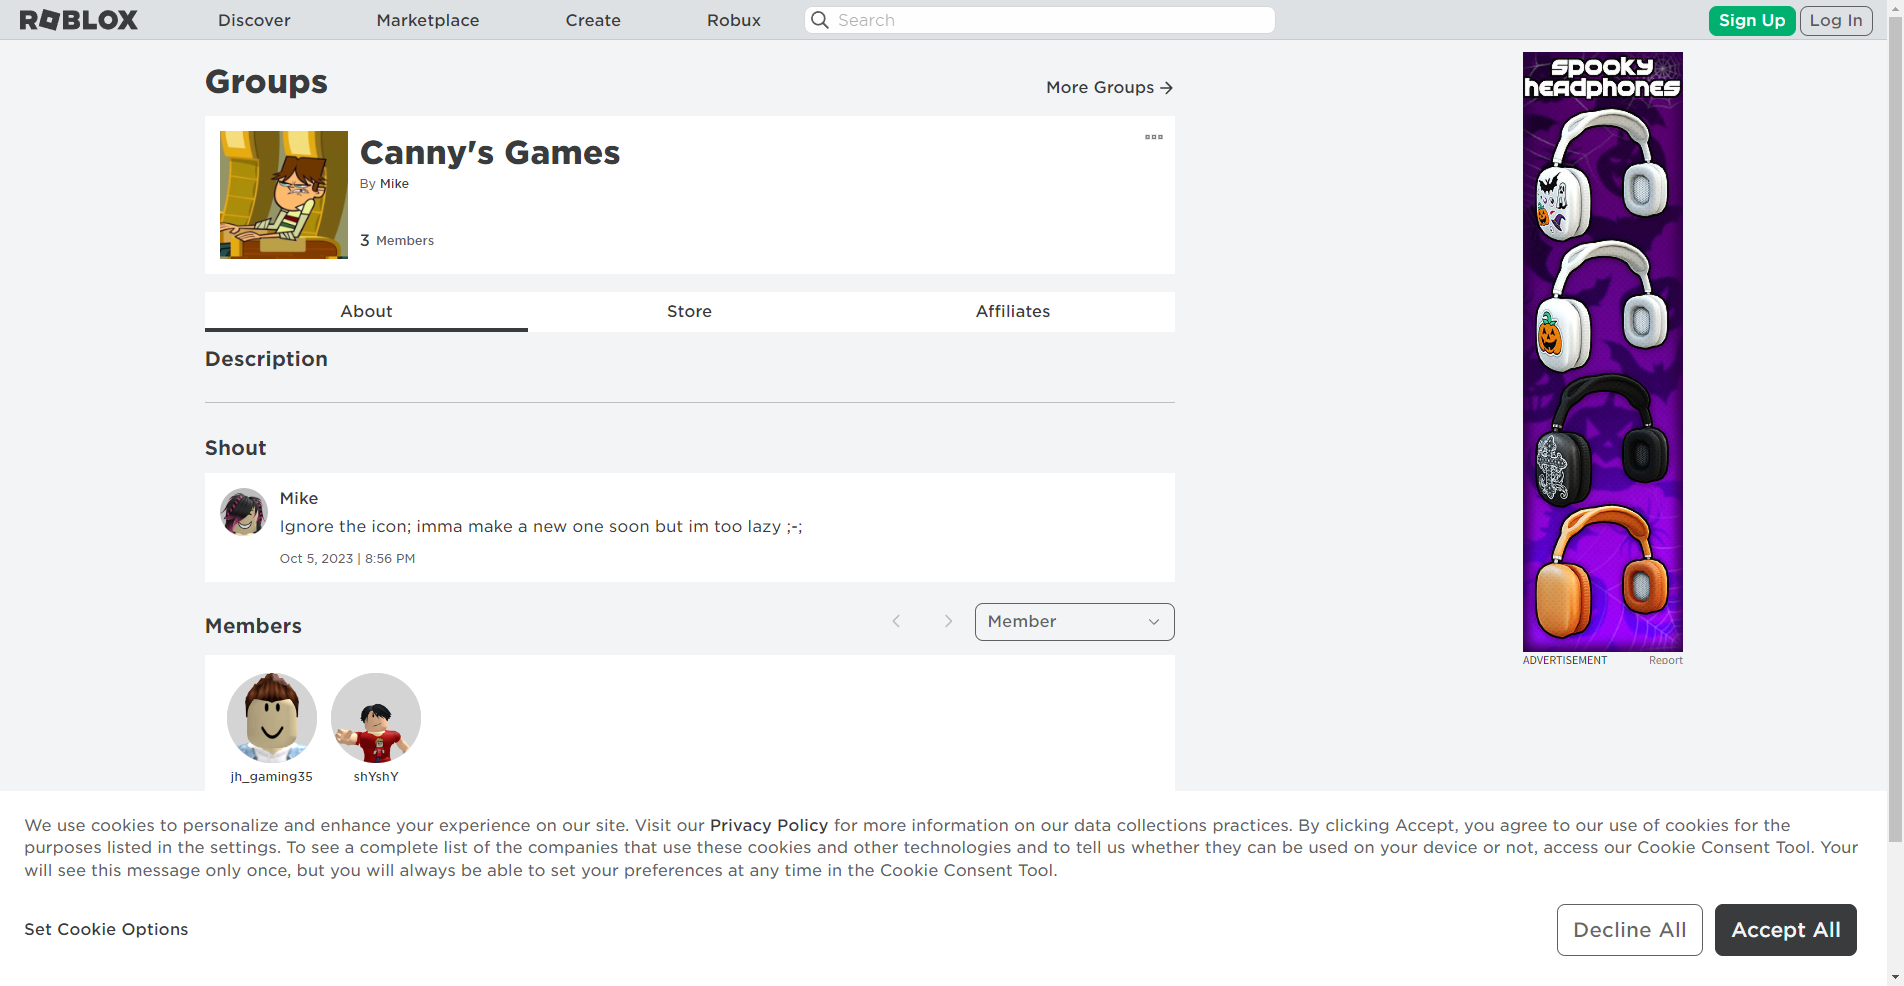 ROBLOX
Discover
Marketplace
Create
Robux
Search
Sign Up
Log In
Groups
More Groups
Canny's Games
By Mike
3 Members
About
Store
Affiliates
Description
Shout
Mike
Ignore the icon; imma make a new one soon but im too lazy ;-;
Oct 5, 2023 | 8:56 PM
Members
Member
jh_gaming35
shYshY
spooky
headphones
ADVERTISEMENT
Report
We use cookies to personalize and enhance your experience on our site. Visit our Privacy Policy for more information on our data collections practices. By clicking Accept, you agree to our use of cookies for the
purposes listed in the settings. To see a complete list of the companies that use these cookies and other technologies and to tell us whether they can be used on your device or not, access our Cookie Consent Tool. Your
will see this message only once, but you will always be able to set your preferences at any time in the Cookie Consent Tool.
Set Cookie Options
Decline All
Accept All